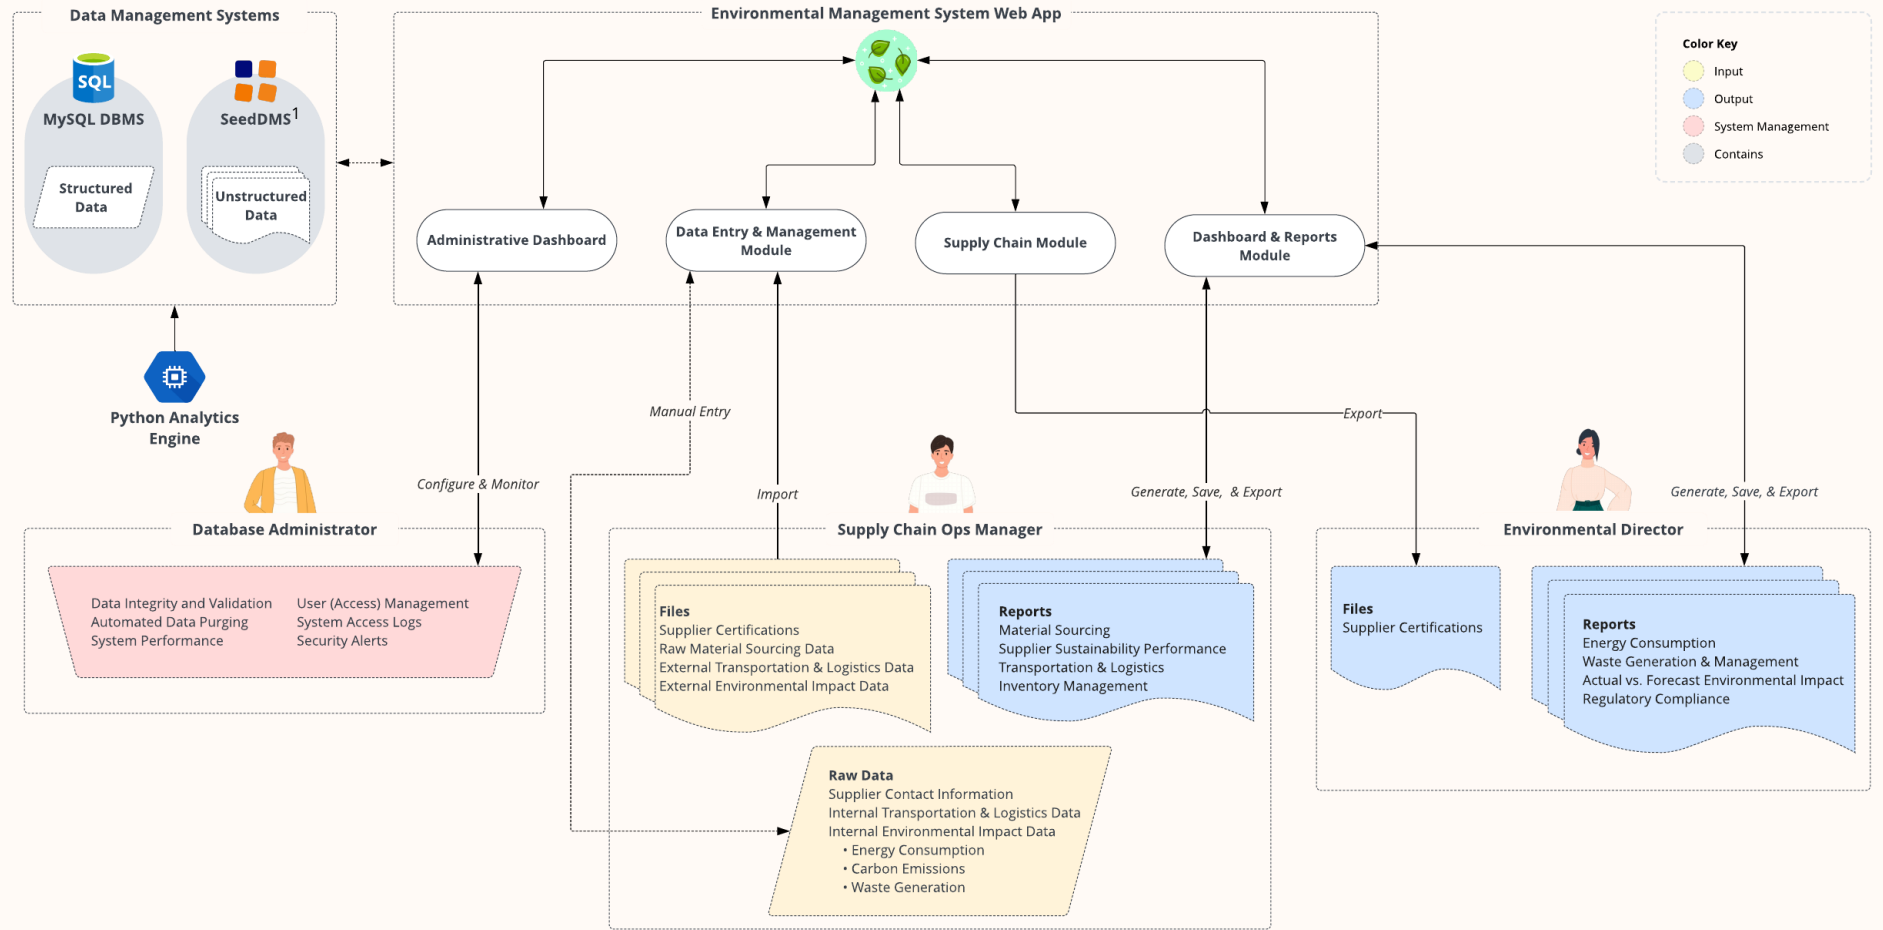 Data Management Systems
SQL
MySQL DBMS
SeedDMS1
Structured
Data
Unstructured
Data
Python Analytics
Engine
Environmental Management System Web App
Administrative Dashboard
Data Entry & Management
Module
Supply Chain Module
Dashboard & Reports
Module
Color Key
Input
Output
System Management
Contains
Manual Entry
Configure & Monitor
Import
Generate, Save, & Export
Export
Generate, Save, & Export
Database Administrator
Data Integrity and Validation
Automated Data Purging
System Performance
User (Access) Management
System Access Logs
Security Alerts
Supply Chain Ops Manager
Files
Supplier Certifications
Raw Material Sourcing Data
External Transportation & Logistics Data
External Environmental Impact Data
Reports
Material Sourcing
Supplier Sustainability Performance
Transportation & Logistics
Inventory Management
Raw Data
Supplier Contact Information
Internal Transportation & Logistics Data
Internal Environmental Impact Data
• Energy Consumption
• Carbon Emissions
• Waste Generation
Environmental Director
Files
Supplier Certifications
Reports
Energy Consumption
Waste Generation & Management
Actual vs. Forecast Environmental Impact
Regulatory Compliance